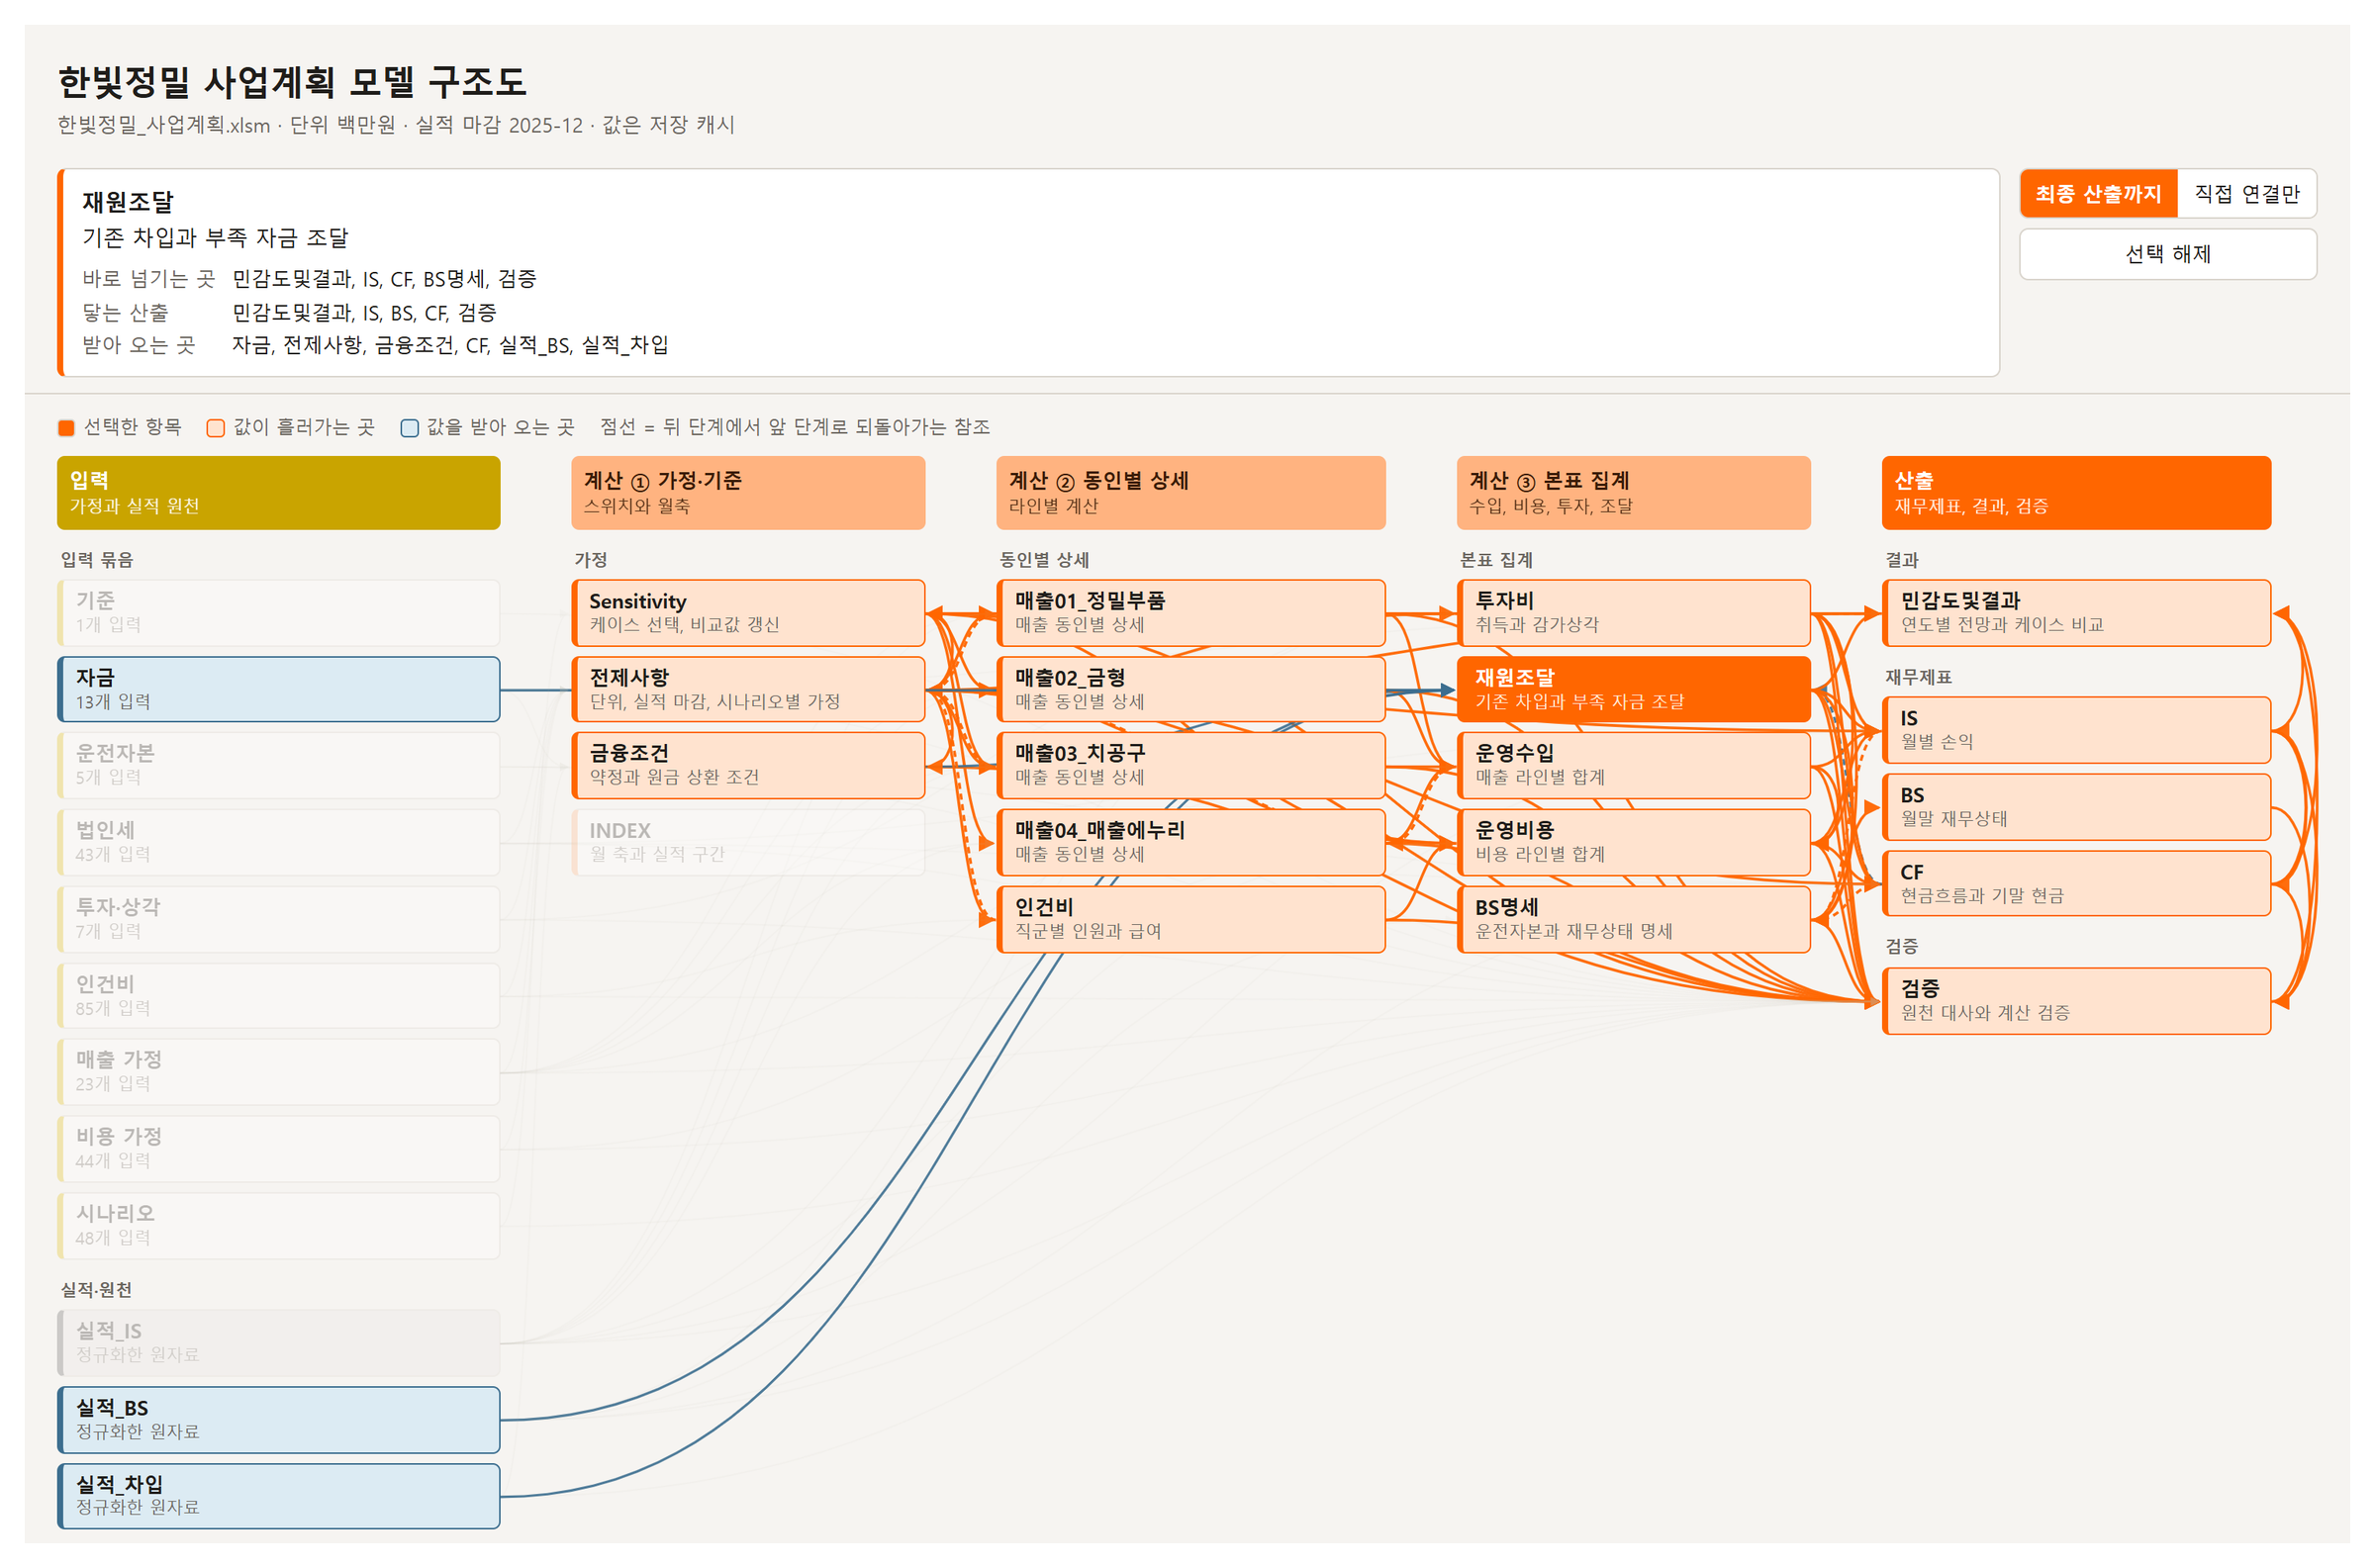 한빛정밀 사업계획 모델 구조도
한빛정밀_사업계획.xlsm · 단위 백만원 · 실적 마감 2025-12 · 값은 저장 캐시
재원조달
기존 차입과 부족 자금 조달
바로 넘기는 곳 민감도및결과, IS, CF, BS명세, 검증
닿는 산출 민감도및결과, IS, BS, CF, 검증
받아 오는 곳 자금, 전제사항, 금융조건, CF, 실적_BS, 실적_차입
최종 산출까지 직접 연결만
선택 해제
선택한 항목 값이 흘러가는 곳 값을 받아 오는 곳 점선 = 뒤 단계에서 앞 단계로 되돌아가는 참조
입력
가정과 실적 원천
입력 묶음
기준
1개 입력
자금
13개 입력
운전자본
5개 입력
법인세
43개 입력
투자·상각
7개 입력
인건비
85개 입력
매출 가정
23개 입력
비용 가정
44개 입력
시나리오
48개 입력
실적·원천
실적_IS
정규화한 원자료
실적_BS
정규화한 원자료
실적_차입
정규화한 원자료
계산 ① 가정·기준
스위치와 월축
가정
Sensitivity
케이스 선택, 비교값 갱신
전제사항
단위, 실적 마감, 시나리오별 가정
금융조건
약정과 원금 상환 조건
INDEX
월 축과 실적 구간
계산 ② 동인별 상세
라인별 계산
동인별 상세
매출01_정밀부품
매출 동인별 상세
매출02_금형
매출 동인별 상세
매출03_치공구
매출 동인별 상세
매출04_매출에누리
매출 동인별 상세
인건비
직군별 인원과 급여
계산 ③ 본표 집계
수입, 비용, 투자, 조달
본표 집계
투자비
취득과 감가상각
재원조달
기존 차입과 부족 자금 조달
운영수입
매출 라인별 합계
운영비용
비용 라인별 합계
BS명세
운전자본과 재무상태 명세
산출
재무제표, 결과, 검증
결과
민감도및결과
연도별 전망과 케이스 비교
재무제표
IS
월별 손익
BS
월말 재무상태
CF
현금흐름과 기말 현금
검증
검증
원천 대사와 계산 검증